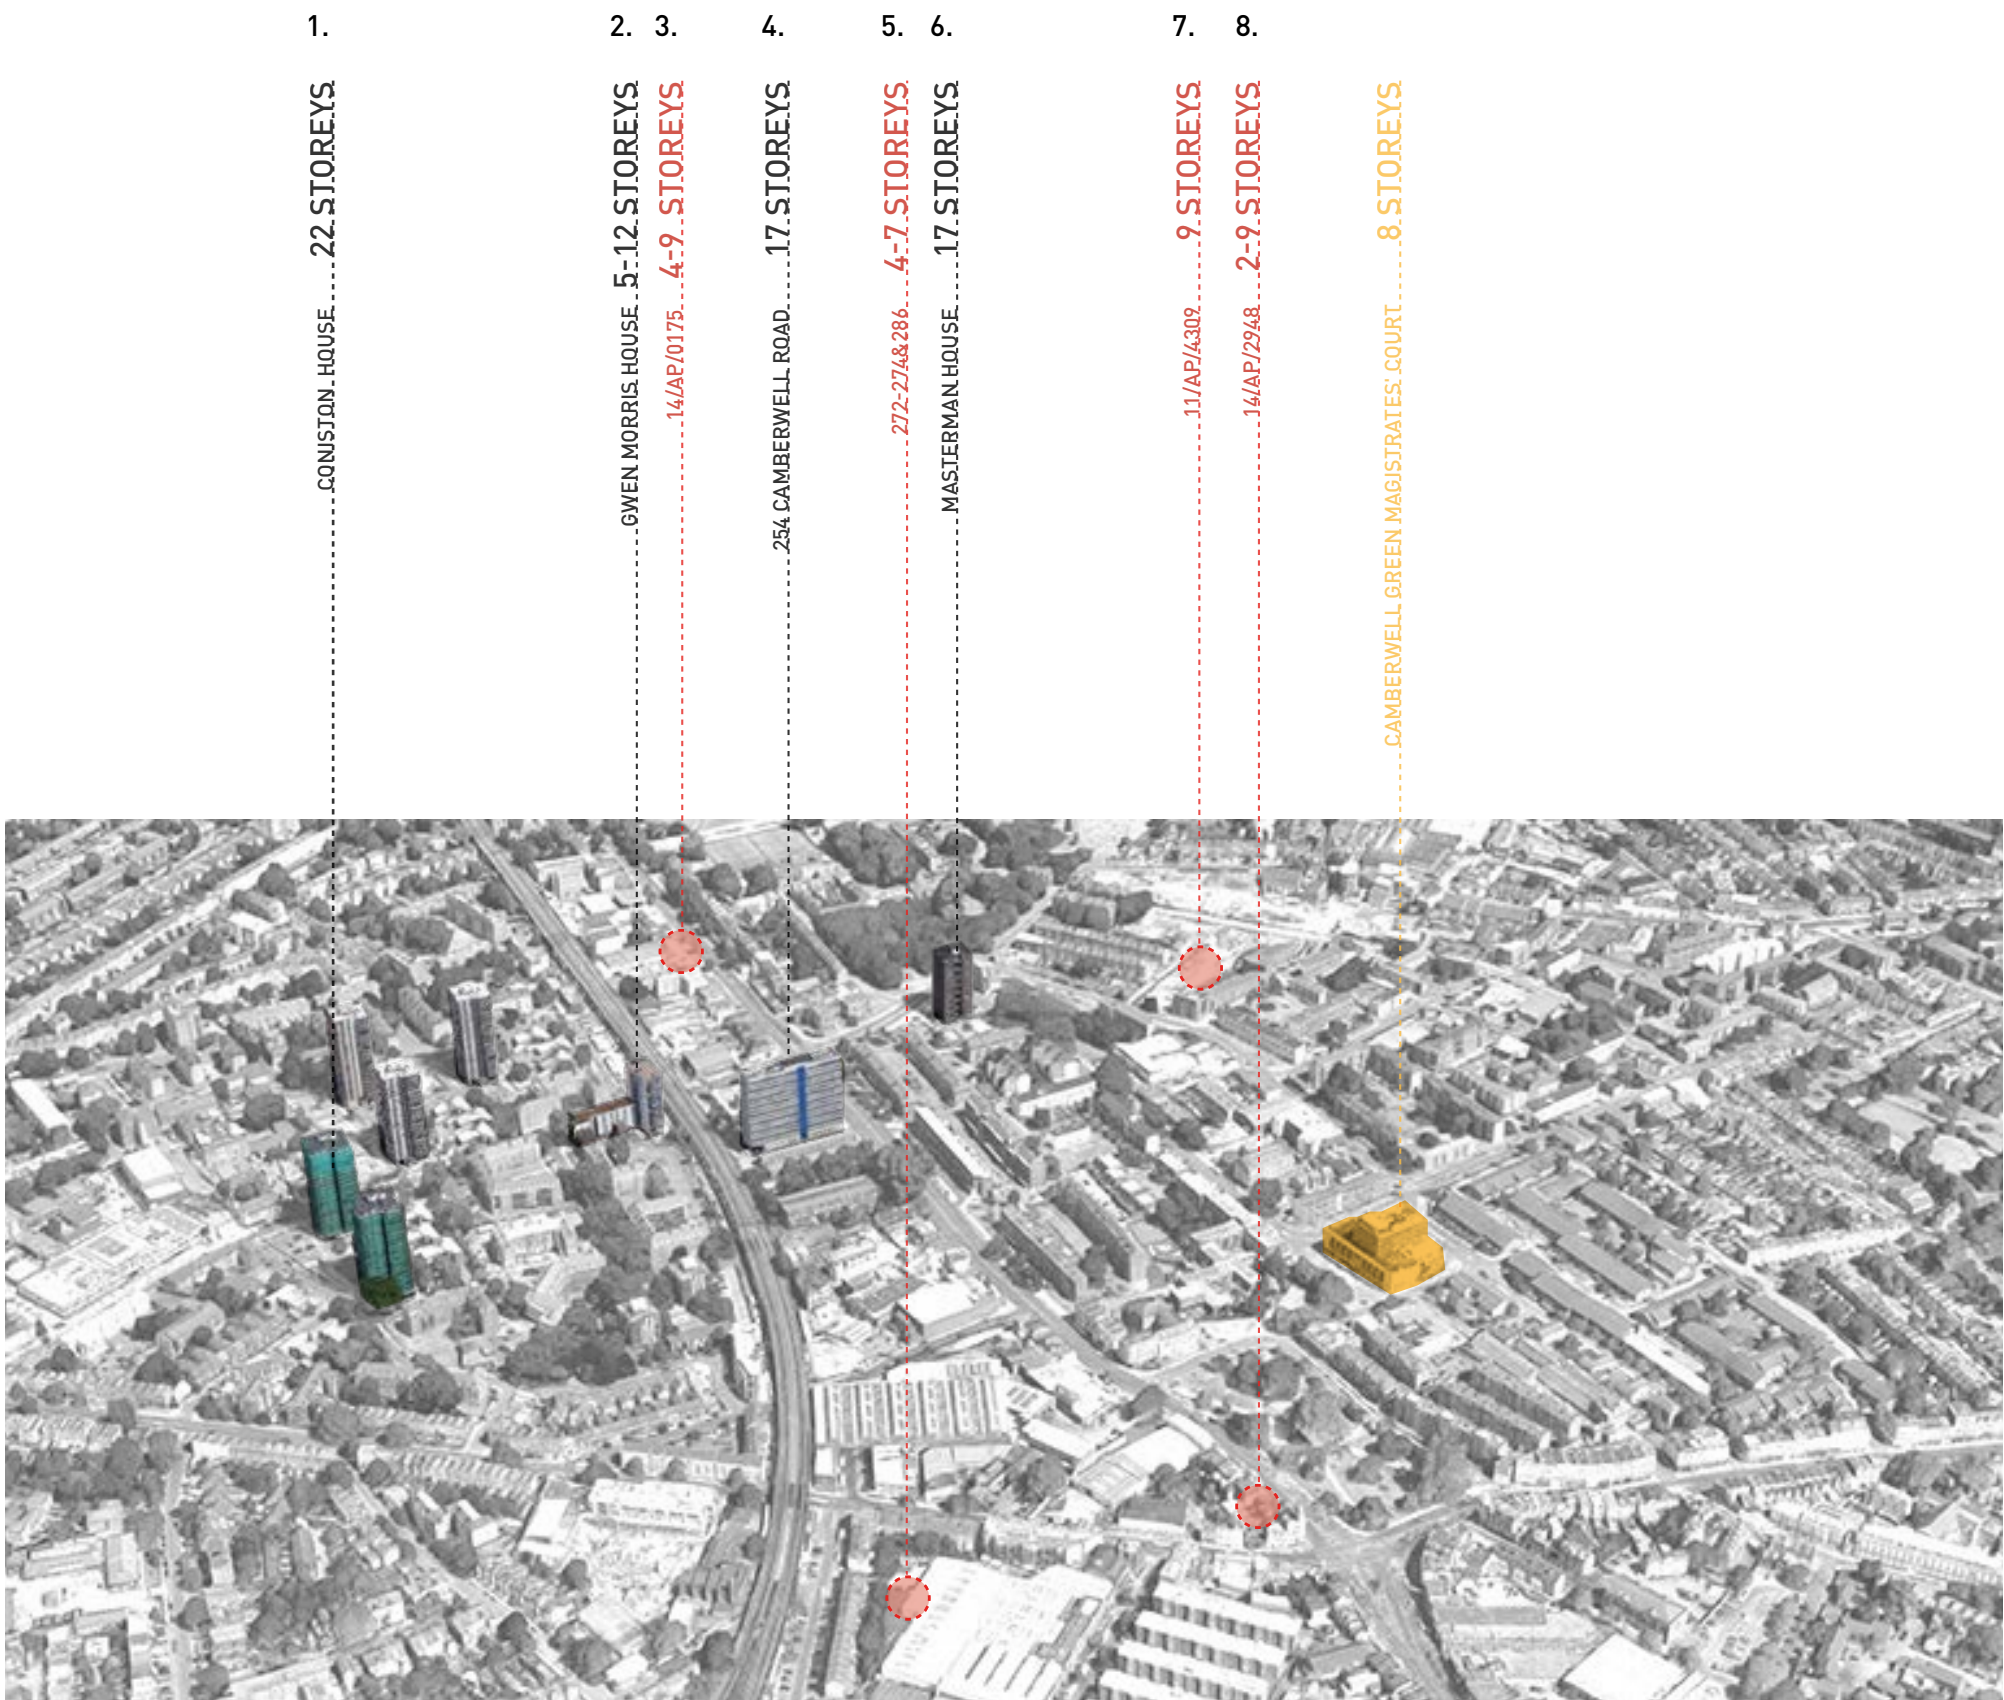 1.
2.
3.
4.
5.
6.
7.
8.
22 STOREYS
CONISTON HOUSE
5-12 STOREYS
GWEN MORRIS HOUSE
4-9 STOREYS
14/AP/0175
17 STOREYS
254 CAMBERWELL ROAD
4-7 STOREYS
272-274&286
17 STOREYS
MASTERMAN HOUSE
9 STOREYS
11/AP/4309
2-9 STOREYS
14/AP/2948
8 STOREYS
CAMBERWELL GREEN MAGISTRATES' COURT